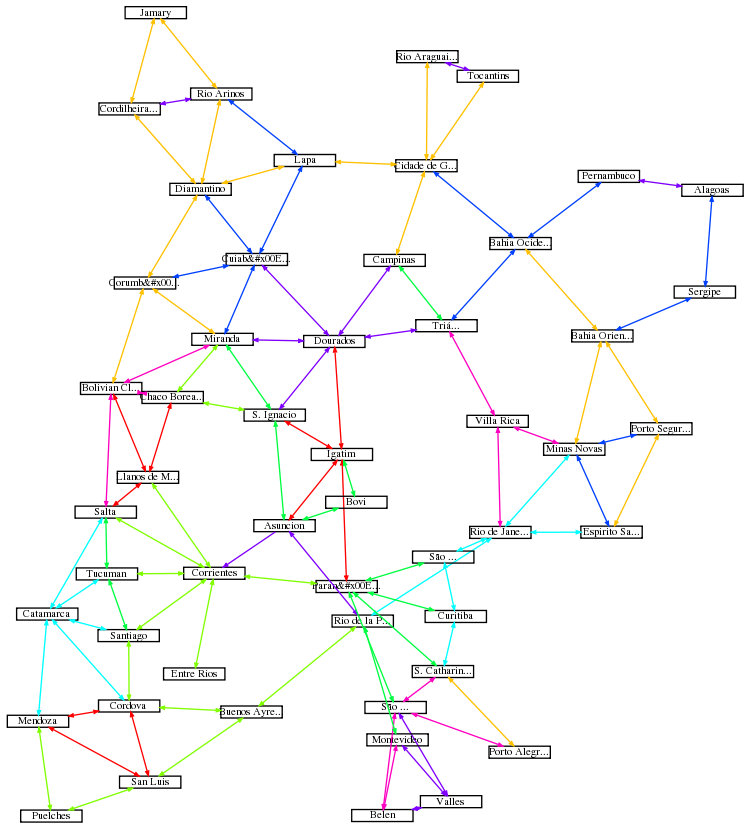 Jamary
Rio Araguai...
Tocantins
Rio Arinos
Cordilheira...
Lapa
Cidade de G...
Pernambuco
Diamantino
Alagoas
Bahia Ocide...
Cuiab&#x00E...
Campinas
Corumb&#x00...
Sergipe
Triá...
Bahia Orien...
Miranda
Dourados
Bolivian Cl...
Chaco Borea...
S. Ignacio
Villa Rica
Porto Segur...
Minas Novas
Igatim
Llanos de M...
Bovi
Salta
Asuncion
Rio de Jane...
Espirito Sa...
São ...
Tucuman
Corrientes
Paran&#x00E...
Catamarca
Curitiba
Rio de la P...
Santiago
Entre Rios
S. Catharin...
Cordova
São ...
Buenos Ayre...
Mendoza
Montevideo
Porto Alegr...
San Luis
Valles
Puelches
Belen